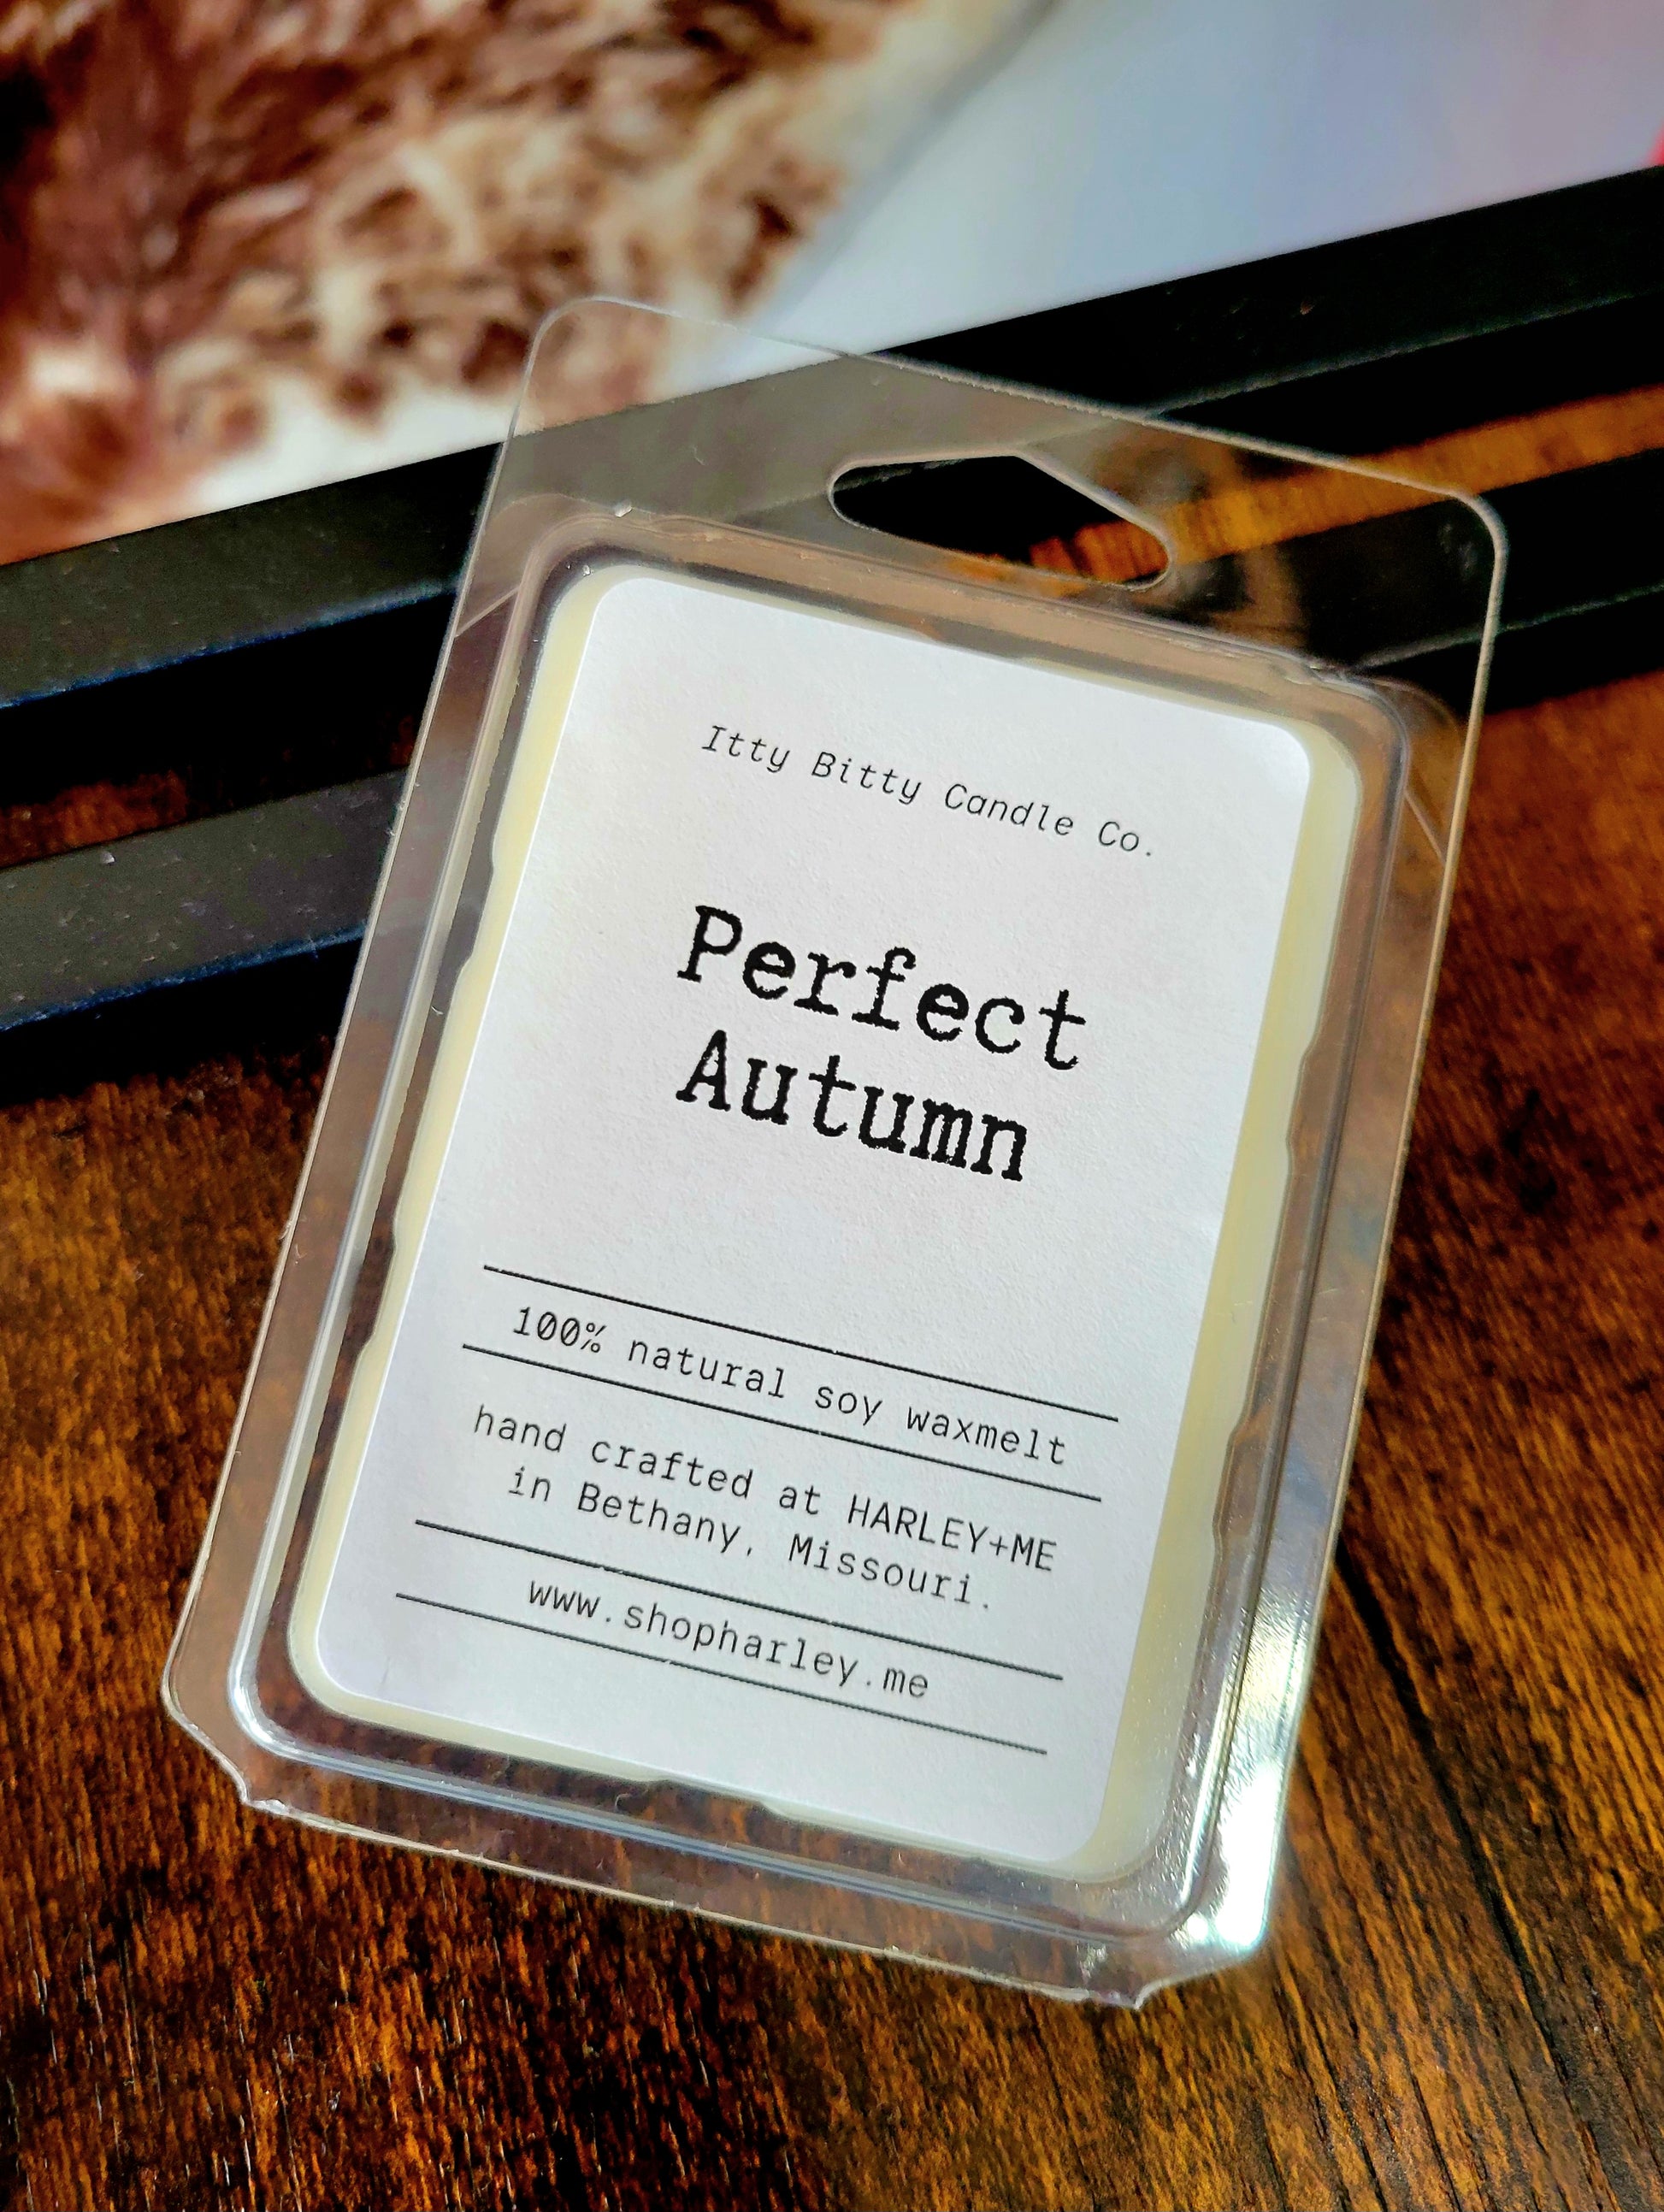 Itty Bitty Candle Co.
Perfect
Autumn
100% natural soy waxmelt
hand crafted at HARLEY+ME
in Bethany, Missouri.
www.shopharley.me